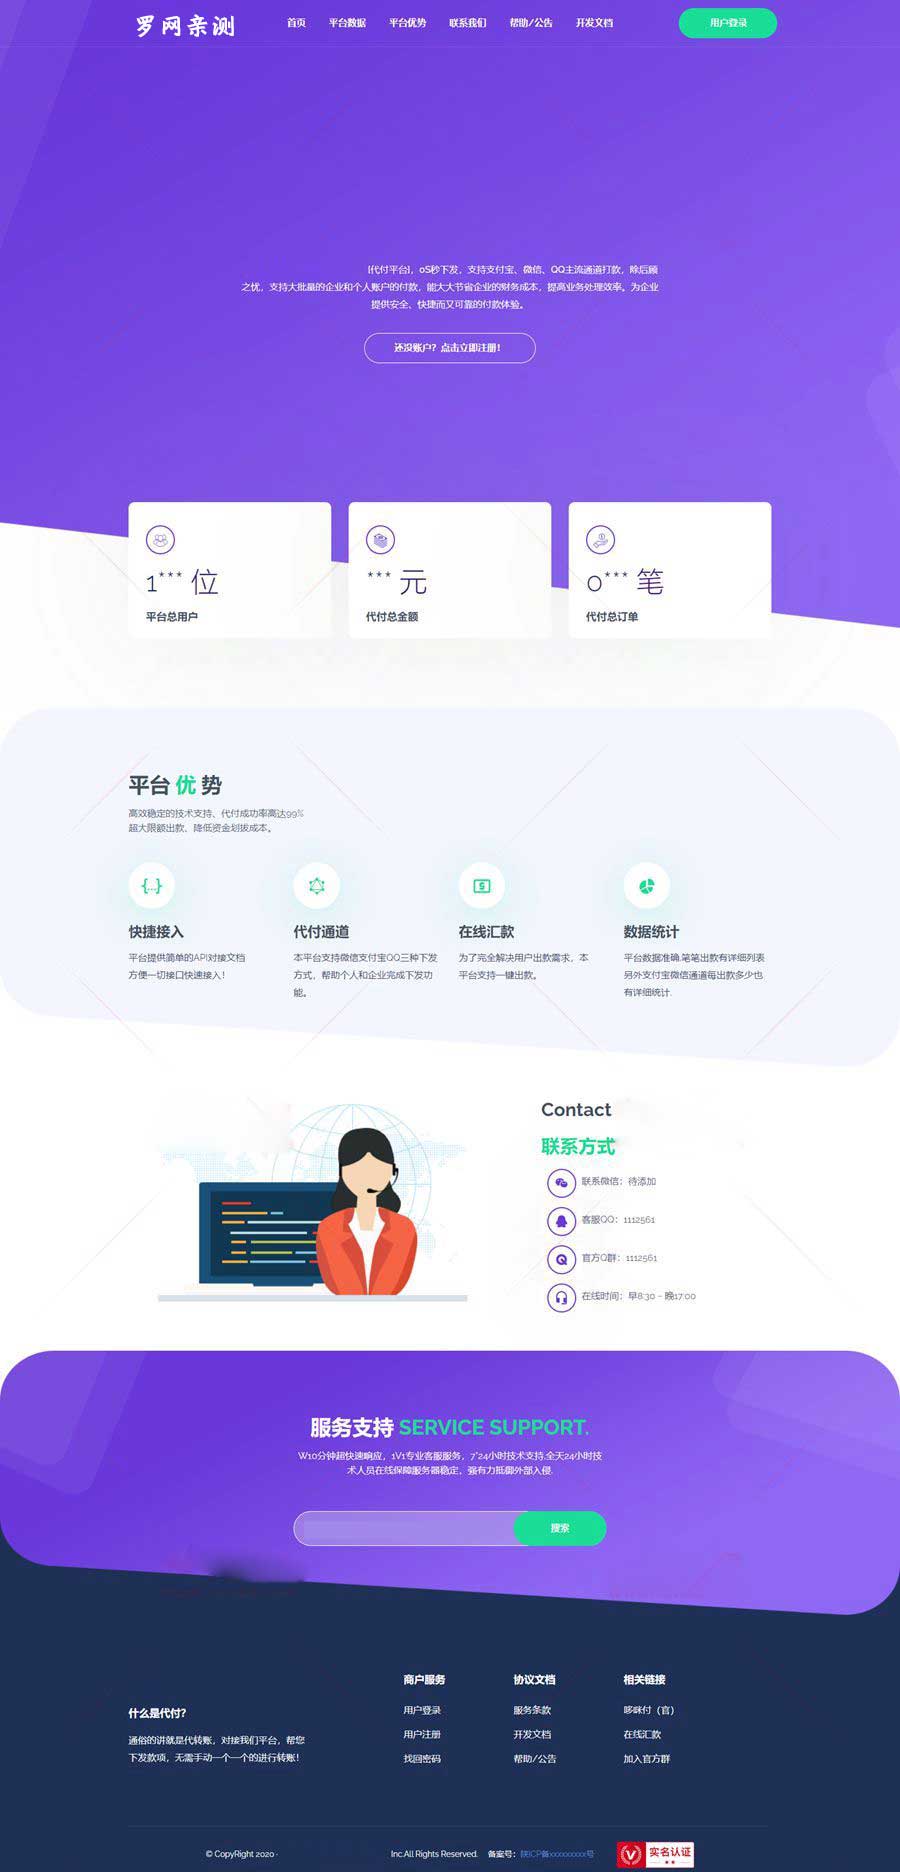 罗网亲测
首页 平台数据 平台优势 联系我们 帮助/公告 开发文档 用户登录
[代付平台]，0S秒下发，支持支付宝、微信、QQ主流通道打款，除后顾
之忧，支持大批量的企业和个人账户的付款，能大大节省企业的财务成本，提高业务处理效率。为企业
提供安全、快捷而又可靠的付款体验。
还没账户？点击立即注册！
1*** 位
平台总用户
*** 元
代付总金额
0*** 笔
代付总订单
平台 优 势
高效稳定的技术支持、代付成功率高达99%
超大限额出款、降低资金划拔成本。
快捷接入
平台提供简单的API对接文档
方便一切接口快速接入！
代付通道
本平台支持微信支付宝QQ三种下发
方式，帮助个人和企业完成下发功
能。
在线汇款
为了完全解决用户出款需求，本
平台支持一键出款。
数据统计
平台数据准确.笔笔出款有详细列表
另外支付宝微信通道每出款多少也
有详细统计.
Contact
联系方式
联系微信：待添加
客服QQ：1112561
官方Q群：1112561
在线时间：早8:30 - 晚17:00
服务支持 SERVICE SUPPORT.
W10分钟超快速响应，1V1专业客服服务，7*24小时技术支持.全天24小时技
术人员在线保障服务器稳定、强有力抵御外部入侵.
搜索
什么是代付？
通俗的讲就是代转账，对接我们平台，帮您
下发款项，无需手动一个一个的进行转账！
商户服务
用户登录
用户注册
找回密码
协议文档
服务条款
开发文档
帮助/公告
相关链接
哆咪付（官）
在线汇款
加入官方群
© CopyRight 2020 · Inc.All Rights Reserved. 备案号：陕ICP备xxxxxxxxx号
实名认证